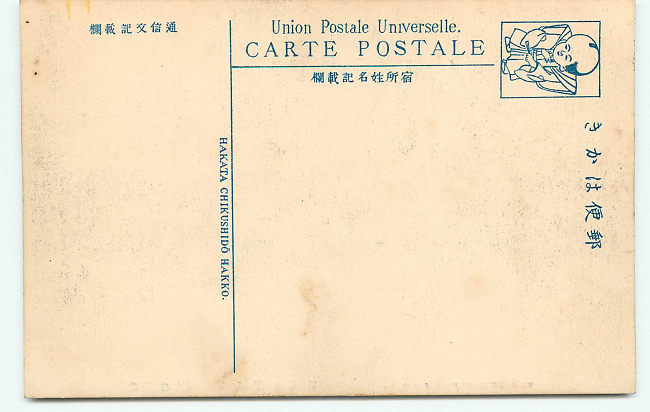 通信文記載欄
Union Postale Universelle.
CARTE POSTALE
宿所姓名記載欄
郵便はかき
HAKATA CHIKUSHIDŌ HAKKO.